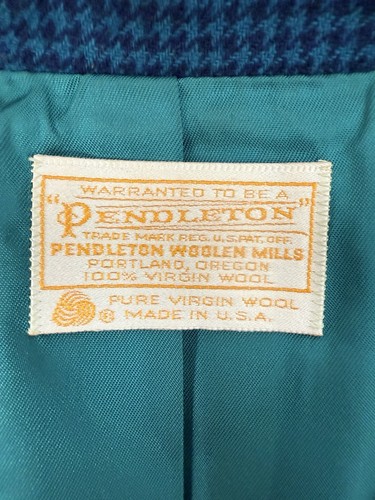 WARRANTED TO BE A
"PENDLETON"
TRADE MARK REG. U.S. PAT. OFF.
PENDLETON WOOLEN MILLS
PORTLAND, OREGON
100% VIRGIN WOOL
PURE VIRGIN WOOL
© MADE IN U.S.A.